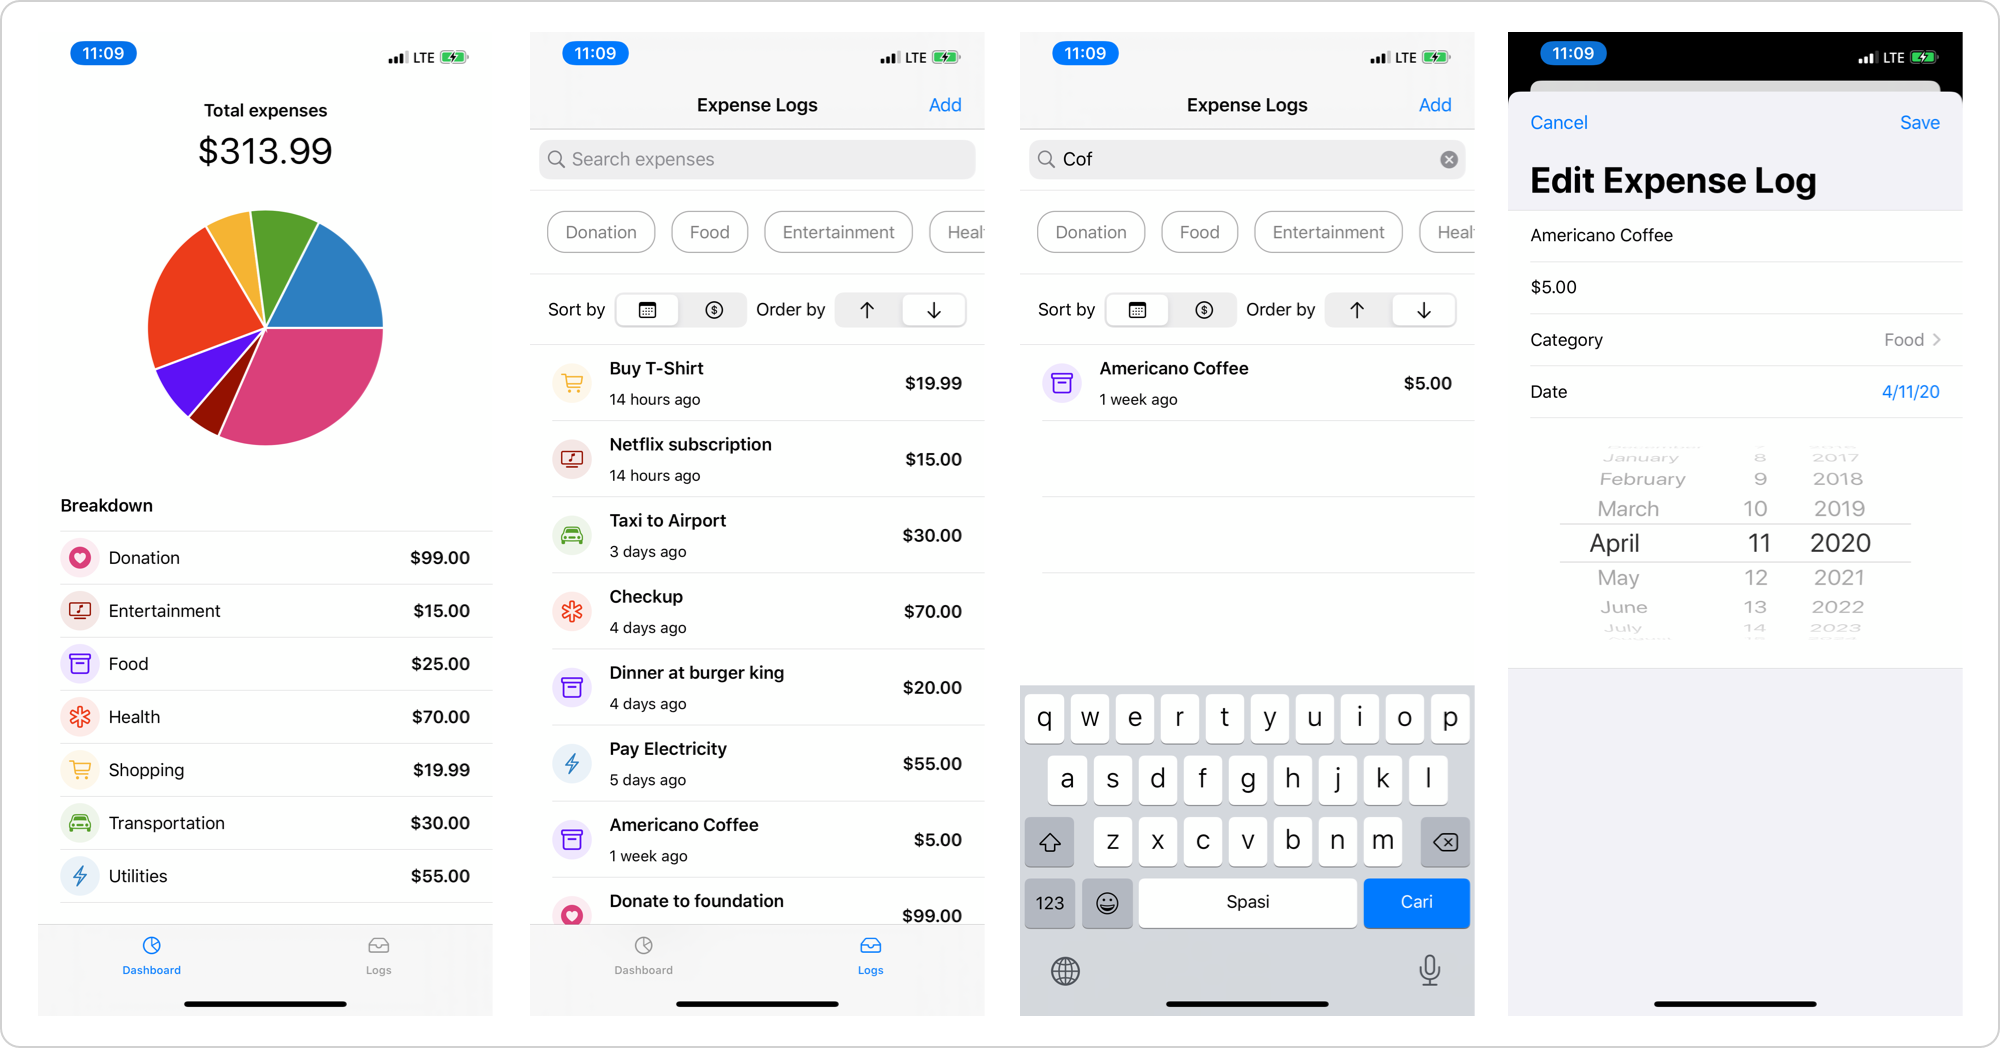 11:09
LTE
Total expenses
$313.99
Breakdown
Donation $99.00
Entertainment $15.00
Food $25.00
Health $70.00
Shopping $19.99
Transportation $30.00
Utilities $55.00
Dashboard Logs
11:09
LTE
Expense Logs Add
Search expenses
Donation Food Entertainment Heal
Sort by Order by
Buy T-Shirt
14 hours ago
$19.99
Netflix subscription
14 hours ago
$15.00
Taxi to Airport
3 days ago
$30.00
Checkup
4 days ago
$70.00
Dinner at burger king
4 days ago
$20.00
Pay Electricity
5 days ago
$55.00
Americano Coffee
1 week ago
$5.00
Donate to foundation
$99.00
Dashboard Logs
11:09
LTE
Expense Logs Add
Cof
Donation Food Entertainment Heal
Sort by Order by
Americano Coffee
1 week ago
$5.00
q w e r t y u i o p
a s d f g h j k l
z x c v b n m
123 Spasi Cari
11:09
LTE
Cancel Save
Edit Expense Log
Americano Coffee
$5.00
Category Food
Date 4/11/20
January 8 2017
February 9 2018
March 10 2019
April 11 2020
May 12 2021
June 13 2022
July 14 2023